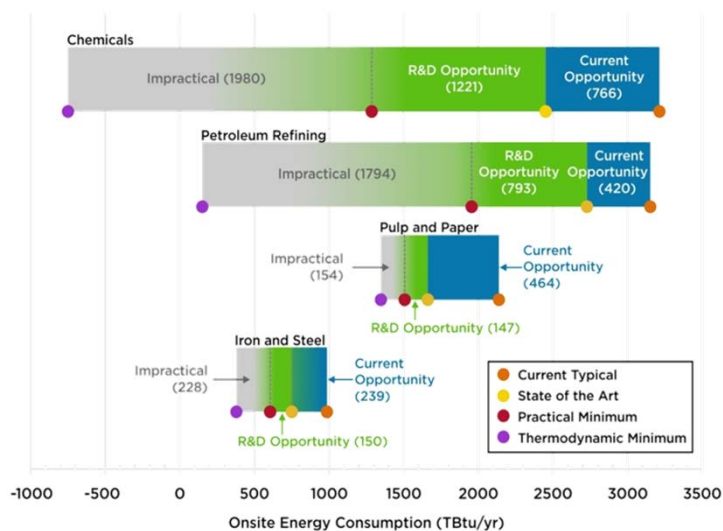 Chemicals
Impractical (1980)
R&D Opportunity
(1221)
Current
Opportunity
(766)
Petroleum Refining
Impractical (1794)
R&D
Opportunity
(793)
Current
Opportunity
(420)
Pulp and Paper
Impractical
(154)
Current
Opportunity
(464)
R&D Opportunity (147)
Iron and Steel
Impractical
(228)
Current
Opportunity
(239)
R&D Opportunity (150)
Current Typical
State of the Art
Practical Minimum
Thermodynamic Minimum
-1000 -500 0 500 1000 1500 2000 2500 3000 3500
Onsite Energy Consumption (TBtu/yr)